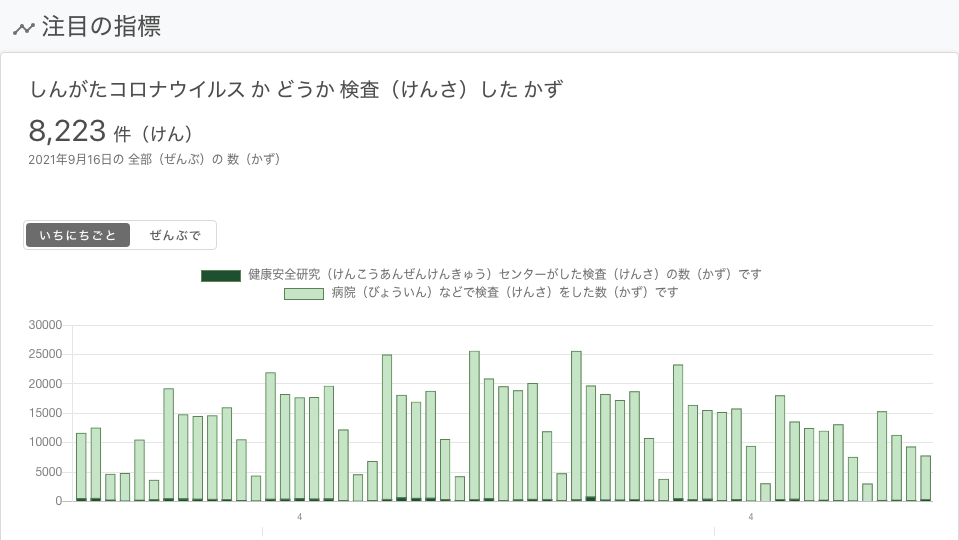 注目の指標
しんがたコロナウイルス か どうか 検査（けんさ）した かず
8,223 件（けん）
2021年9月16日の 全部（ぜんぶ）の 数（かず）
いちにちごと ぜんぶで
健康安全研究（けんこうあんぜんけんきゅう）センターがした検査（けんさ）の数（かず）です
病院（びょういん）などで検査（けんさ）をした数（かず）です
30000
25000
20000
15000
10000
5000
0
4 4